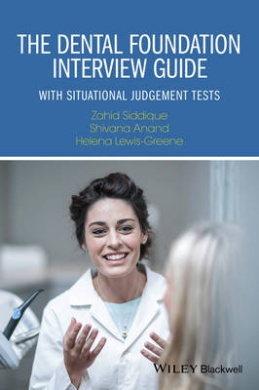 THE DENTAL FOUNDATION
INTERVIEW GUIDE
WITH SITUATIONAL JUDGEMENT TESTS
Zahid Siddique
Shivana Anand
Helena Lewis-Greene
WILEY Blackwell